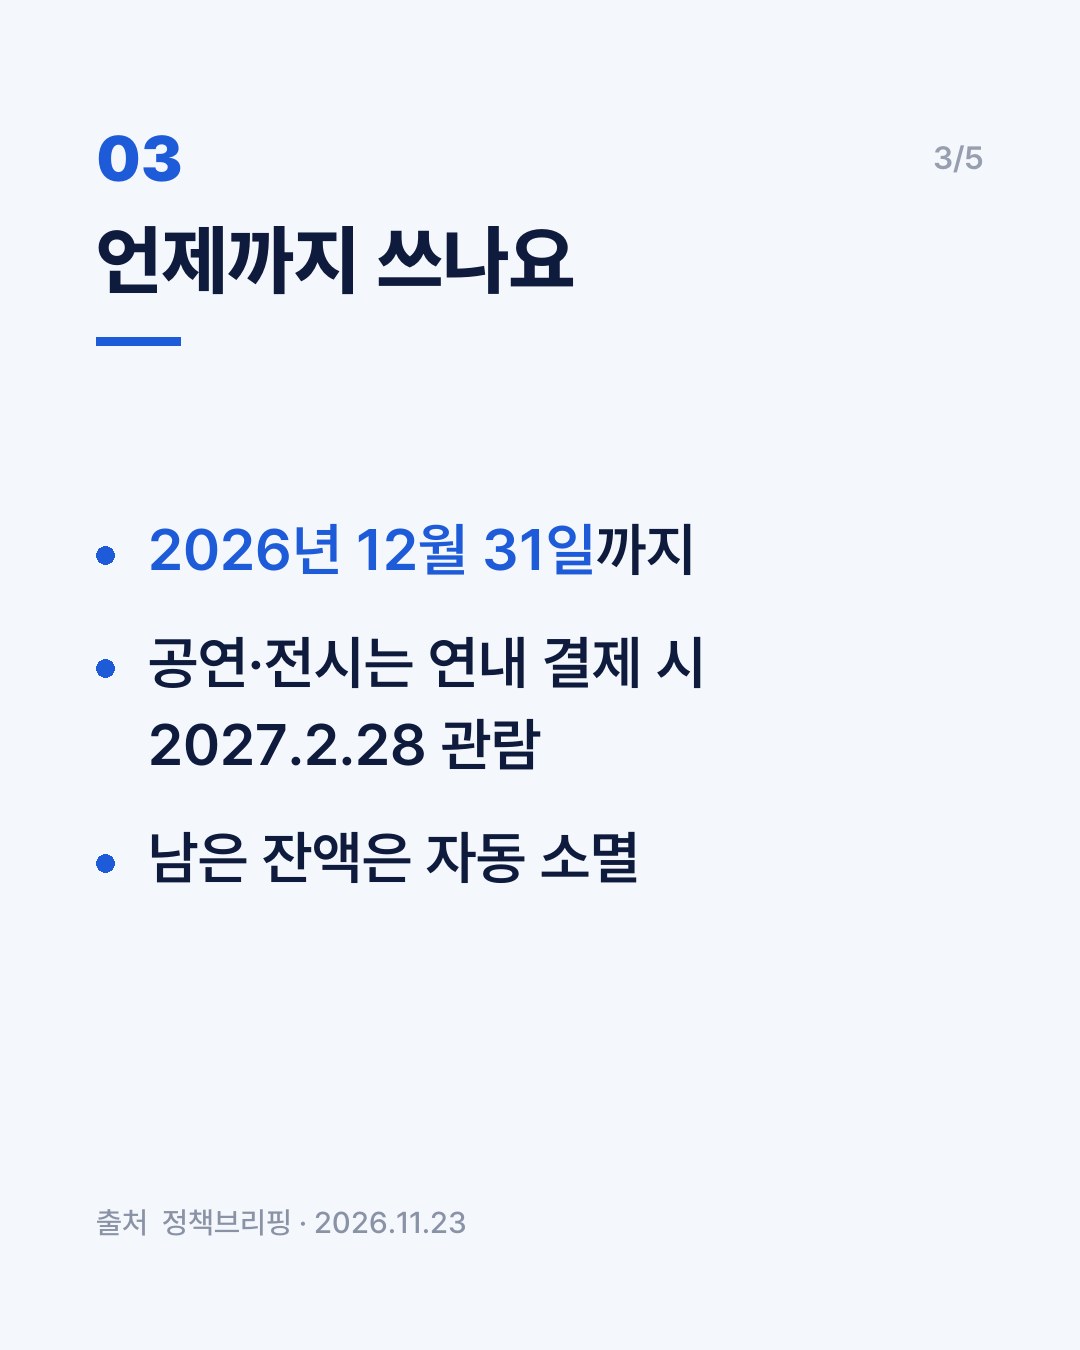 03
3/5
언제까지 쓰나요
2026년 12월 31일까지
공연·전시는 연내 결제 시
2027.2.28 관람
남은 잔액은 자동 소멸
출처 정책브리핑 · 2026.11.23